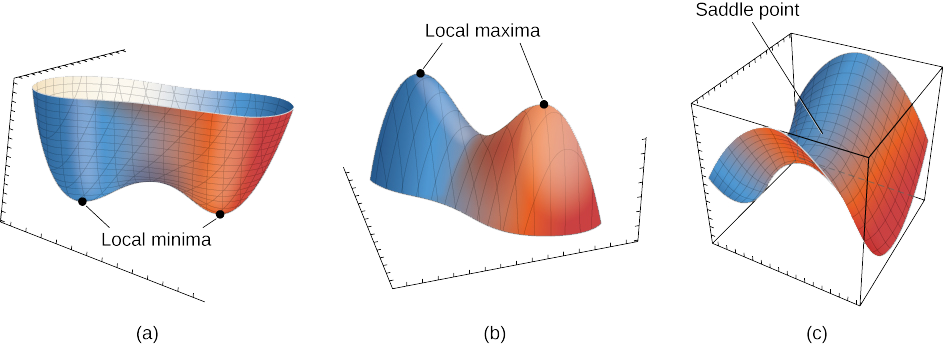 Local minima
(a)
Local maxima
(b)
Saddle point
(c)